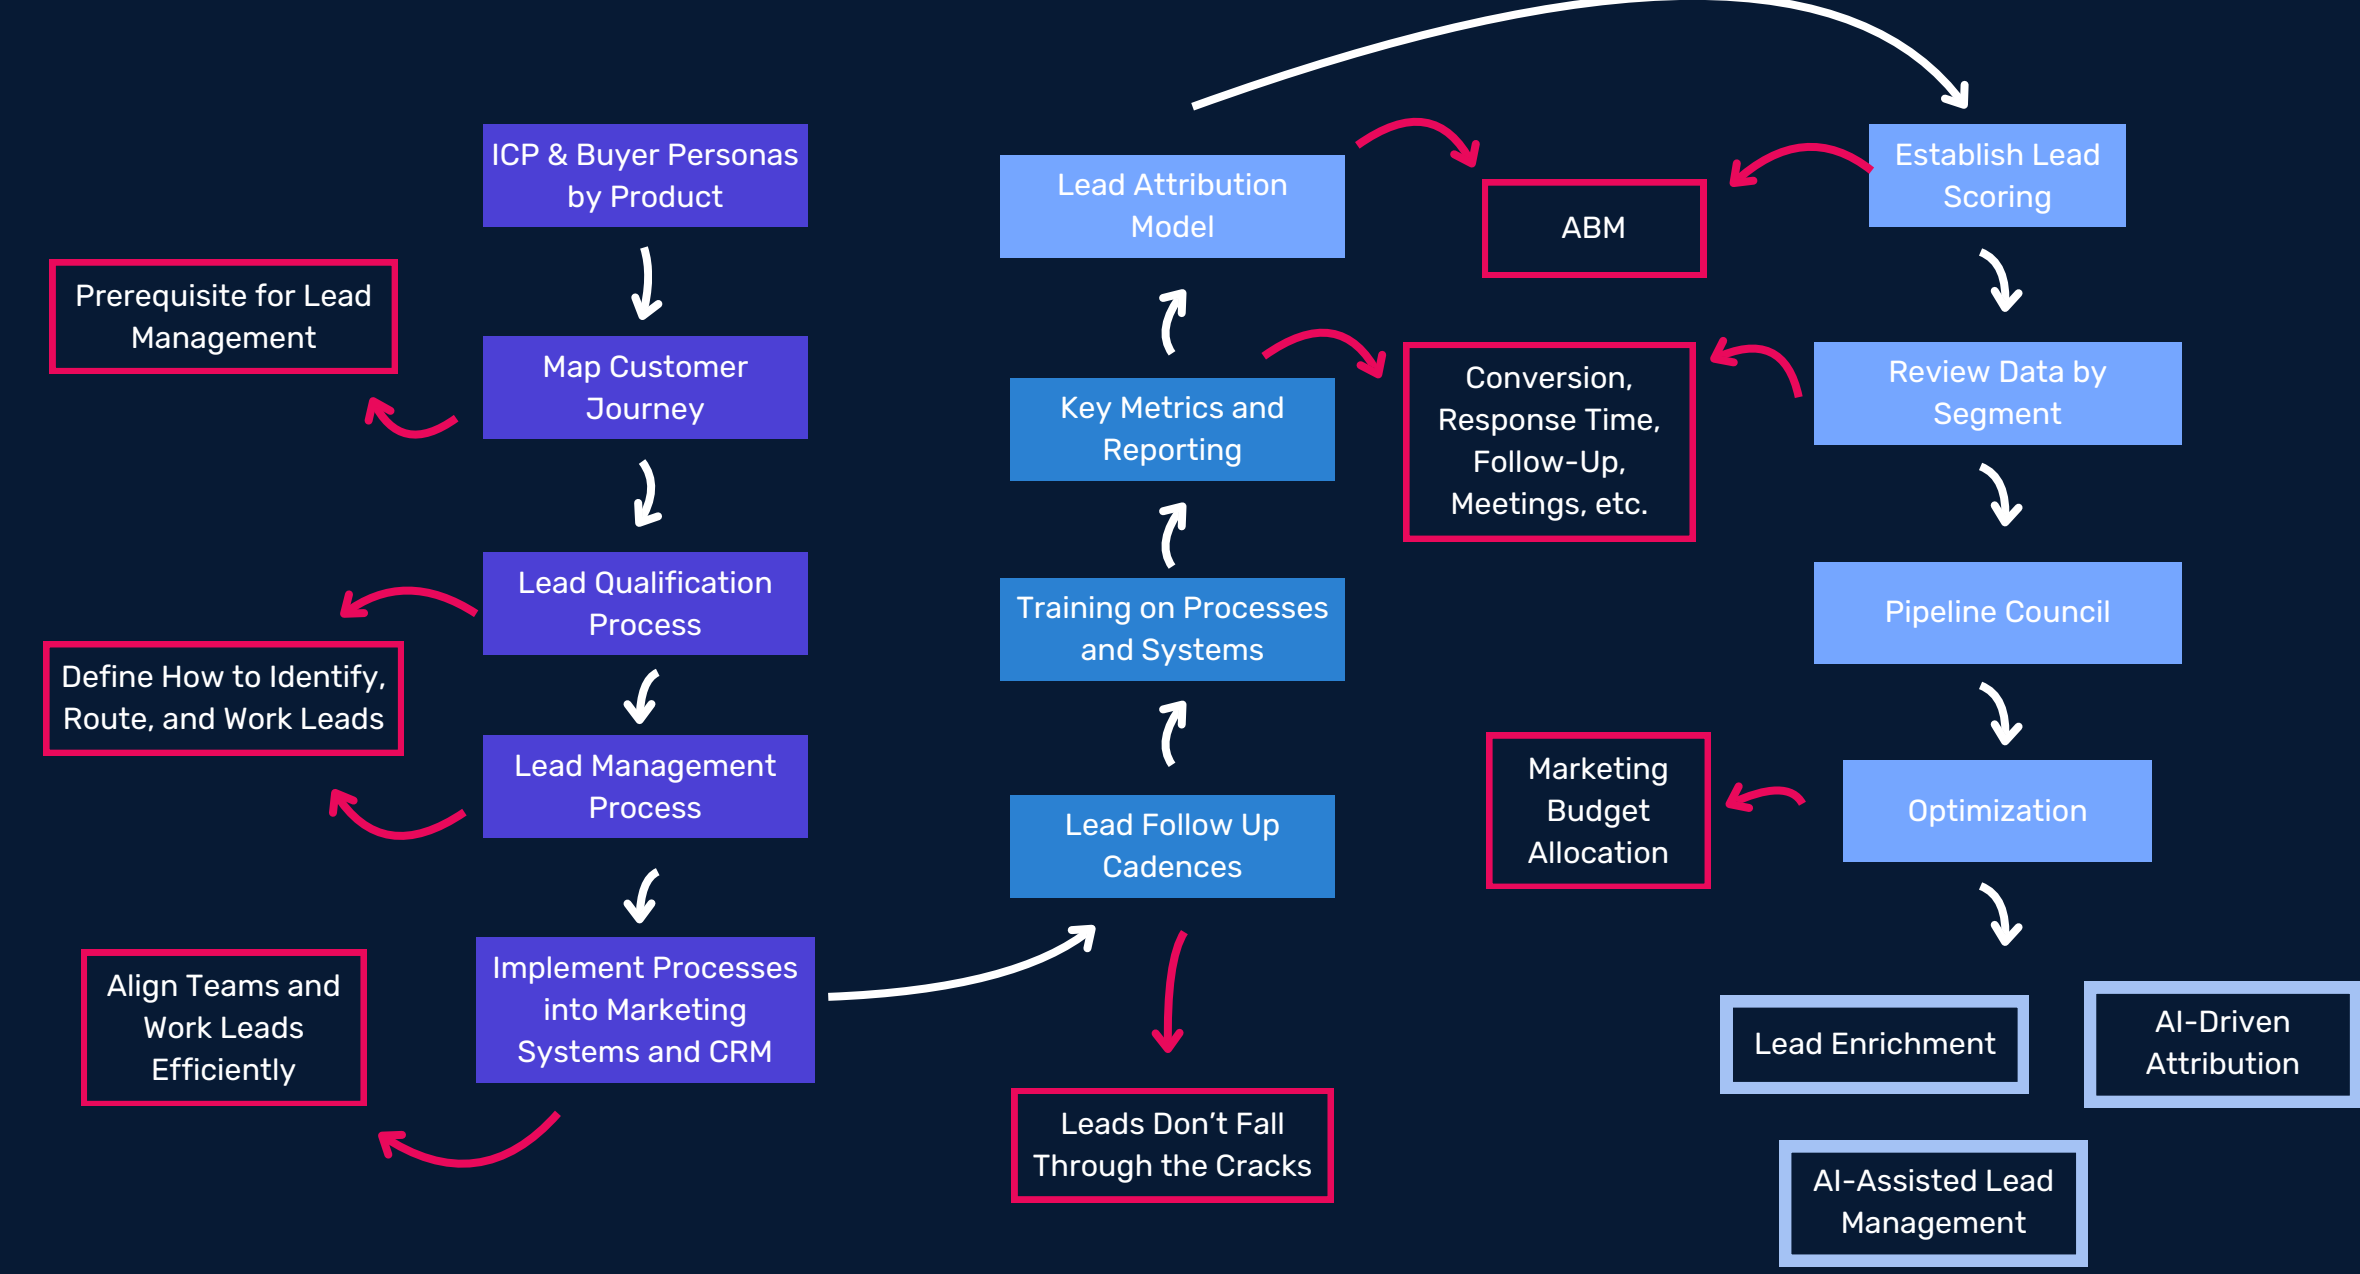 ICP & Buyer Personas
by Product
Prerequisite for Lead
Management
Map Customer
Journey
Lead Qualification
Process
Define How to Identify,
Route, and Work Leads
Lead Management
Process
Implement Processes
into Marketing
Systems and CRM
Align Teams and
Work Leads
Efficiently
Lead Follow Up
Cadences
Leads Don’t Fall
Through the Cracks
Training on Processes
and Systems
Key Metrics and
Reporting
Conversion,
Response Time,
Follow-Up,
Meetings, etc.
Lead Attribution
Model
ABM
Establish Lead
Scoring
Review Data by
Segment
Pipeline Council
Optimization
Marketing
Budget
Allocation
Lead Enrichment
AI-Driven
Attribution
AI-Assisted Lead
Management